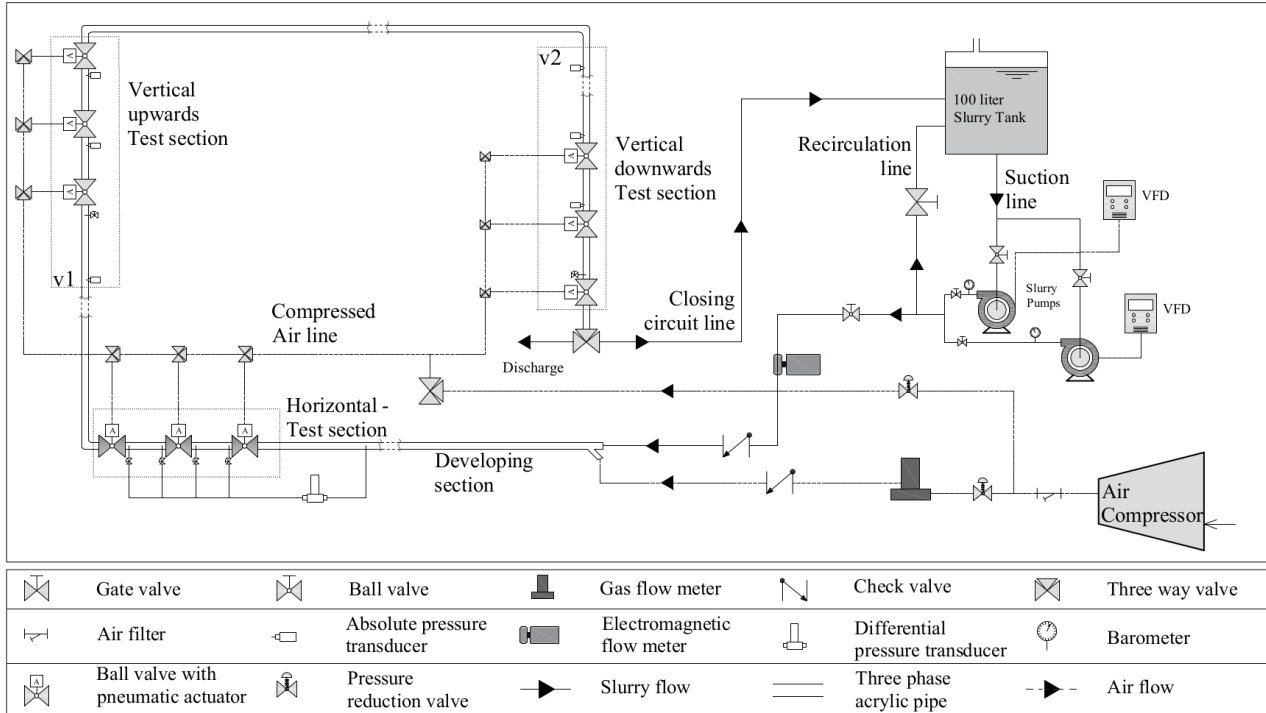 v2
Vertical
upwards
Test section
v1
A
A
A
Vertical
downwards
Test section
A
A
A
100 liter
Slurry Tank
Recirculation
line
Suction
line
VFD
Slurry
Pumps
VFD
Closing
circuit line
Compressed
Air line
Discharge
Horizontal -
Test section
A
A
A
Developing
section
Air
Compressor
Gate valve
Ball valve
Gas flow meter
Check valve
Three way valve
Air filter
Absolute pressure
transducer
Electromagnetic
flow meter
Differential
pressure transducer
Barometer
A
Ball valve with
pneumatic actuator
Pressure
reduction valve
Slurry flow
Three phase
acrylic pipe
Air flow